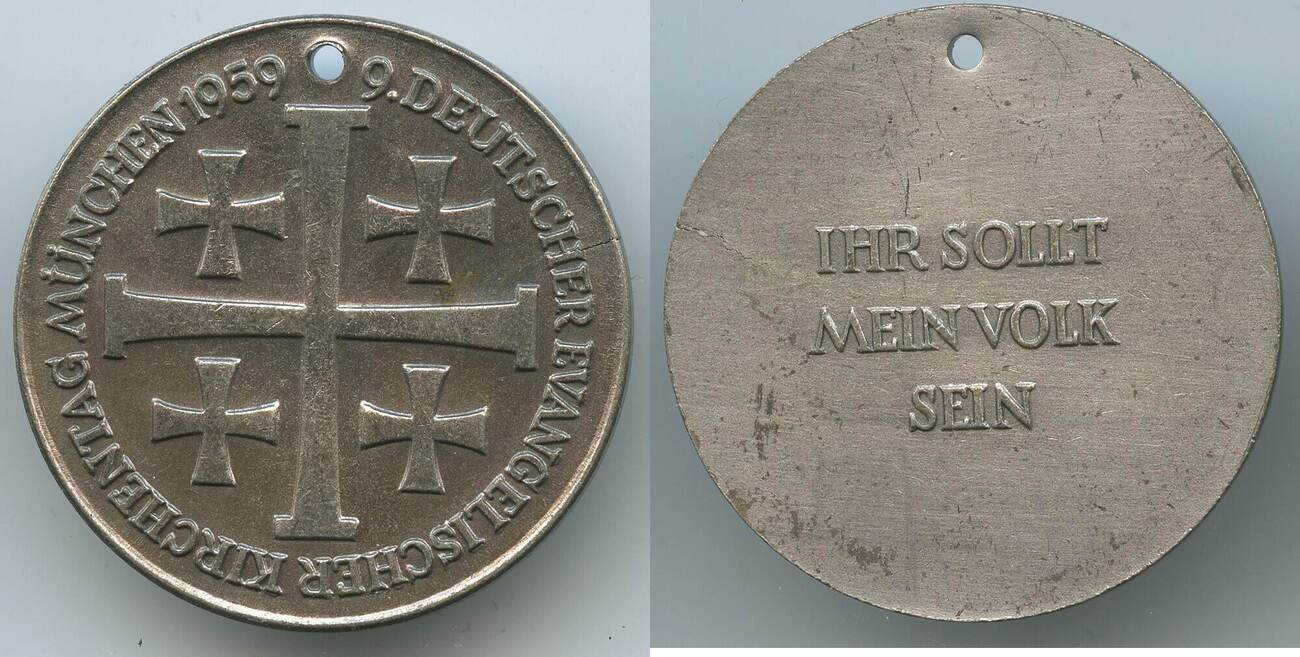 9. DEUTSCHER EVANGELISCHER KIRCHENTAG MÜNCHEN 1959
IHR SOLLT
MEIN VOLK
SEIN